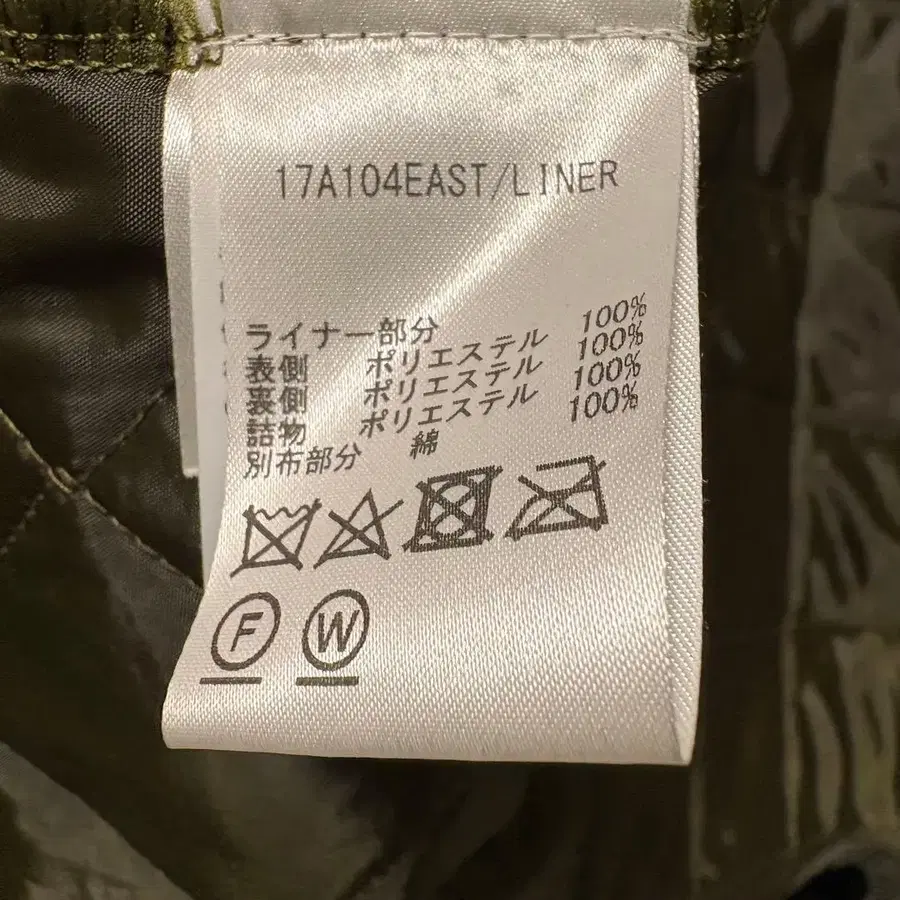 17A104EAST/LINER
ライナー部分
表側 ポリエステル 100%
裏側 ポリエステル 100%
詰物 ポリエステル 100%
別布部分 綿 100%
F W